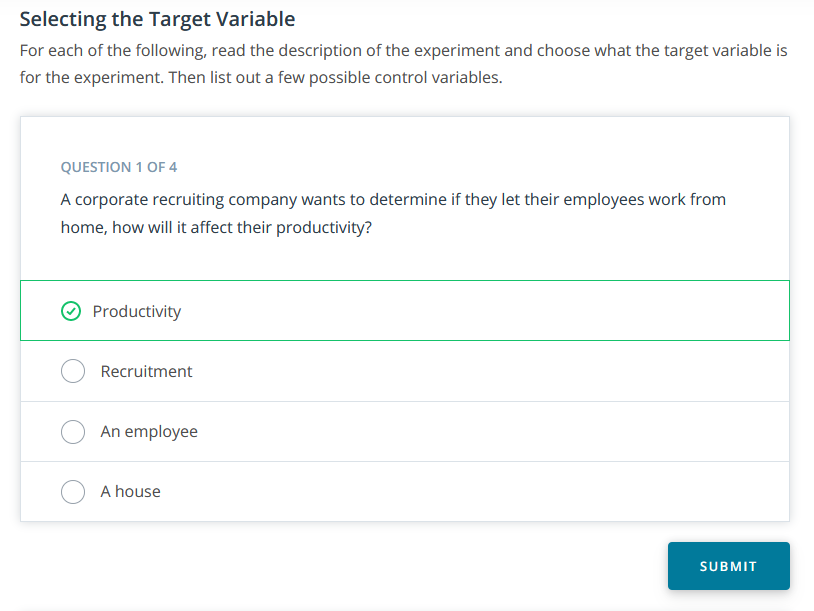 Selecting the Target Variable
For each of the following, read the description of the experiment and choose what the target variable is
for the experiment. Then list out a few possible control variables.
QUESTION 1 OF 4
A corporate recruiting company wants to determine if they let their employees work from
home, how will it affect their productivity?
Productivity
Recruitment
An employee
A house
SUBMIT